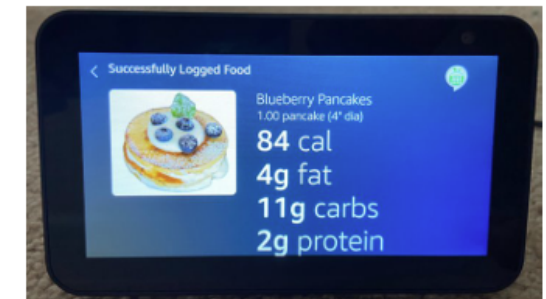 < Successfully Logged Food
Blueberry Pancakes
1.00 pancake (4" dia)
84 cal
4g fat
11g carbs
2g protein